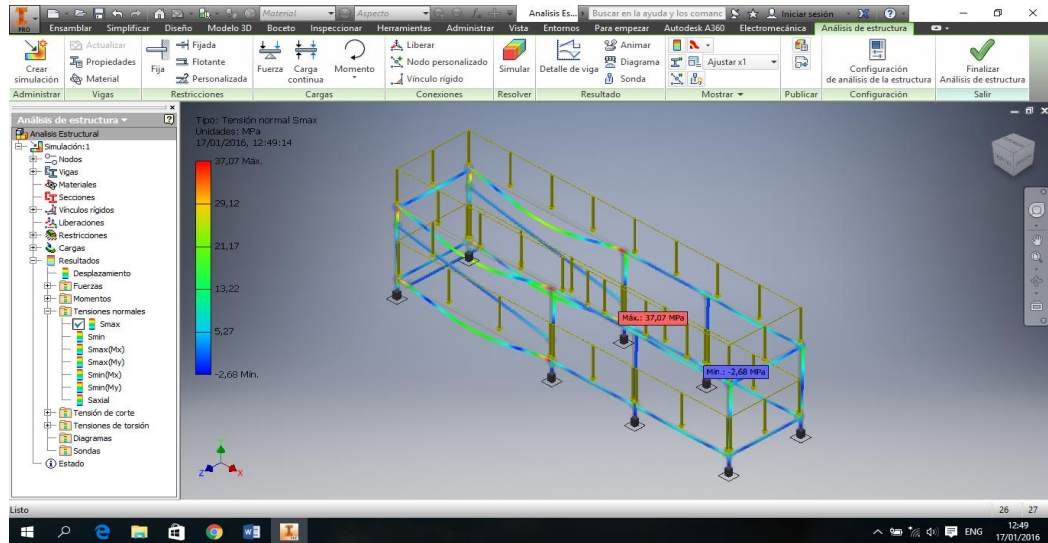 PRO
Material
Aspecto
Analisis Es...
Buscar en la ayuda y los comanc
Iniciar sesión
Ensamblar Simplificar Diseño Modelo 3D Boceto Inspeccionar Herramientas Administrar Vista Entornos Para empezar Autodesk A360 Electromecánica Análisis de estructura
Crear simulación
Actualizar
Propiedades
Material
Fija
Fijada
Flotante
Personalizada
Fuerza
Carga continua
Momento
Liberar
Nodo personalizado
Vínculo rígido
Simular
Detalle de viga
Animar
Diagrama
Sonda
Ajustar x1
Configuración de análisis de la estructura
Finalizar Análisis de estructura
Administrar Vigas Restricciones Cargas Conexiones Resolver Resultado Mostrar Publicar Configuración Salir
Análisis de estructura
Analisis Estructural
Simulación:1
Nodos
Vigas
Materiales
Secciones
Vínculos rígidos
Liberaciones
Restricciones
Cargas
Resultados
Desplazamiento
Fuerzas
Momentos
Tensiones normales
Smax
Smin
Smax(Mx)
Smax(My)
Smin(Mx)
Smin(My)
Saxial
Tensión de corte
Tensiones de torsión
Diagramas
Sondas
Estado
Tipo: Tensión normal Smax
Unidades: MPa
17/01/2016, 12:49:14
37,07 Máx.
29,12
21,17
13,22
5,27
-2,68 Mín.
Máx.: 37,07 MPa
Mín.: -2,68 MPa
Z
X
Listo
26 27
ENG
12:49
17/01/2016